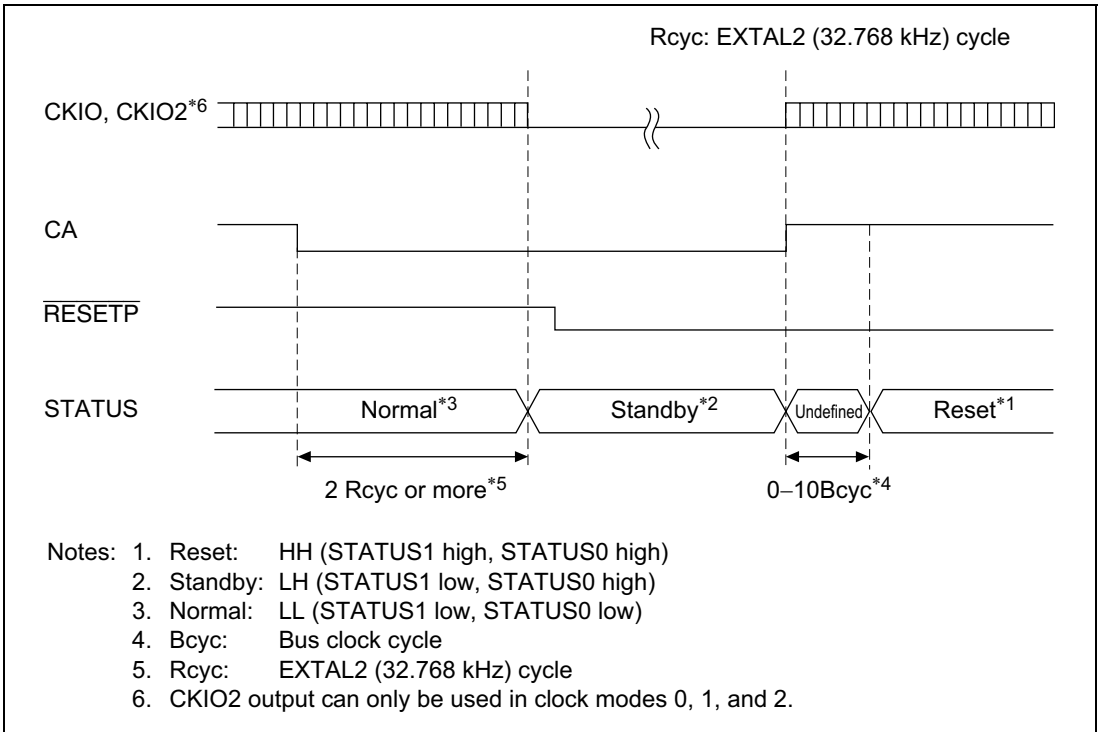 Rcyc: EXTAL2 (32.768 kHz) cycle
CKIO, CKIO2*6
CA
RESETP
STATUS
Normal*3
Standby*2
Undefined
Reset*1
2 Rcyc or more*5
0–10Bcyc*4
Notes: 1. Reset: HH (STATUS1 high, STATUS0 high)
2. Standby: LH (STATUS1 low, STATUS0 high)
3. Normal: LL (STATUS1 low, STATUS0 low)
4. Bcyc: Bus clock cycle
5. Rcyc: EXTAL2 (32.768 kHz) cycle
6. CKIO2 output can only be used in clock modes 0, 1, and 2.